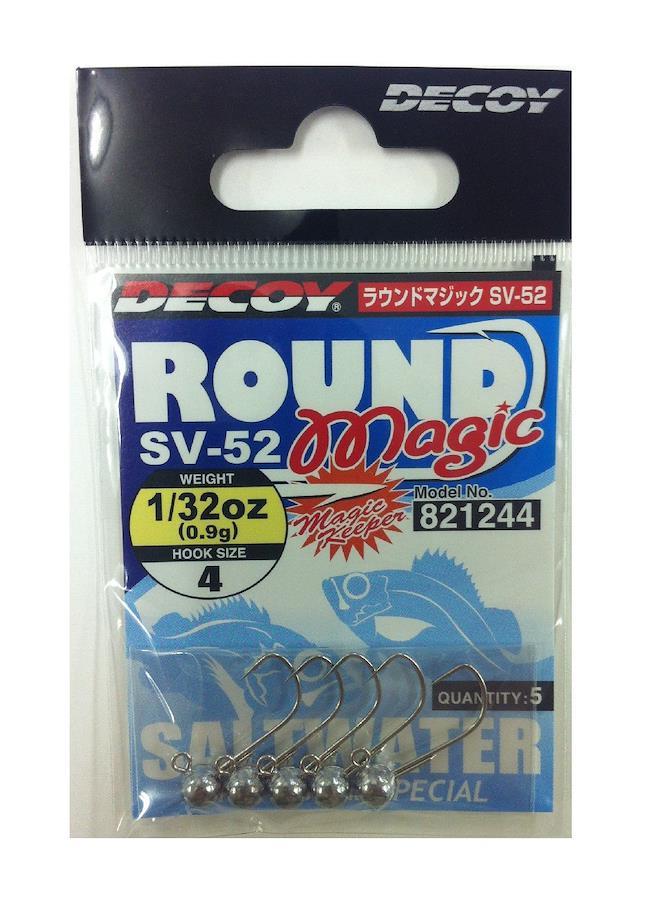 DECOY
DECOY® ラウンドマジック SV-52
ROUND
SV-52 Magic
WEIGHT
1/32oz
(0.9g)
HOOK SIZE
4
Magic
Keeper
Model No.
821244
QUANTITY:5
SALTWATER
SPECIAL